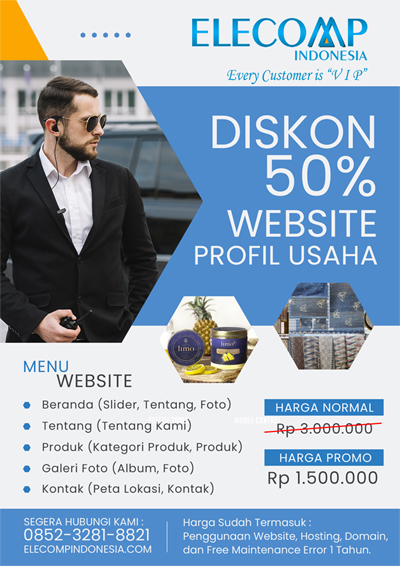 ELECOMP
INDONESIA
Every Customer is “V I P”
DISKON
50%
WEBSITE
PROFIL USAHA
limo
limo
MENU
WEBSITE
Beranda (Slider, Tentang, Foto)
Tentang (Tentang Kami)
Produk (Kategori Produk, Produk)
Galeri Foto (Album, Foto)
Kontak (Peta Lokasi, Kontak)
HARGA NORMAL
Rp 3.000.000
HARGA PROMO
Rp 1.500.000
SEGERA HUBUNGI KAMI :
0852-3281-8821
ELECOMPINDONESIA.COM
Harga Sudah Termasuk :
Penggunaan Website, Hosting, Domain,
dan Free Maintenance Error 1 Tahun.